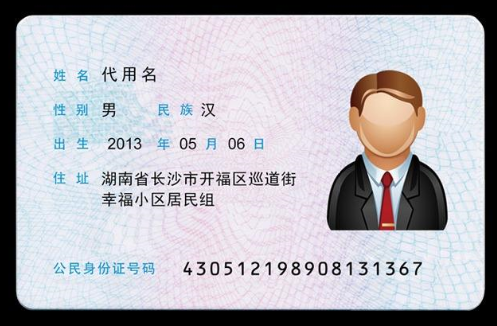 姓 名 代用名
性 别 男 民 族 汉
出 生 2013 年 05 月 06 日
住 址 湖南省长沙市开福区巡道街
幸福小区居民组
公民身份证号码 430512198908131367